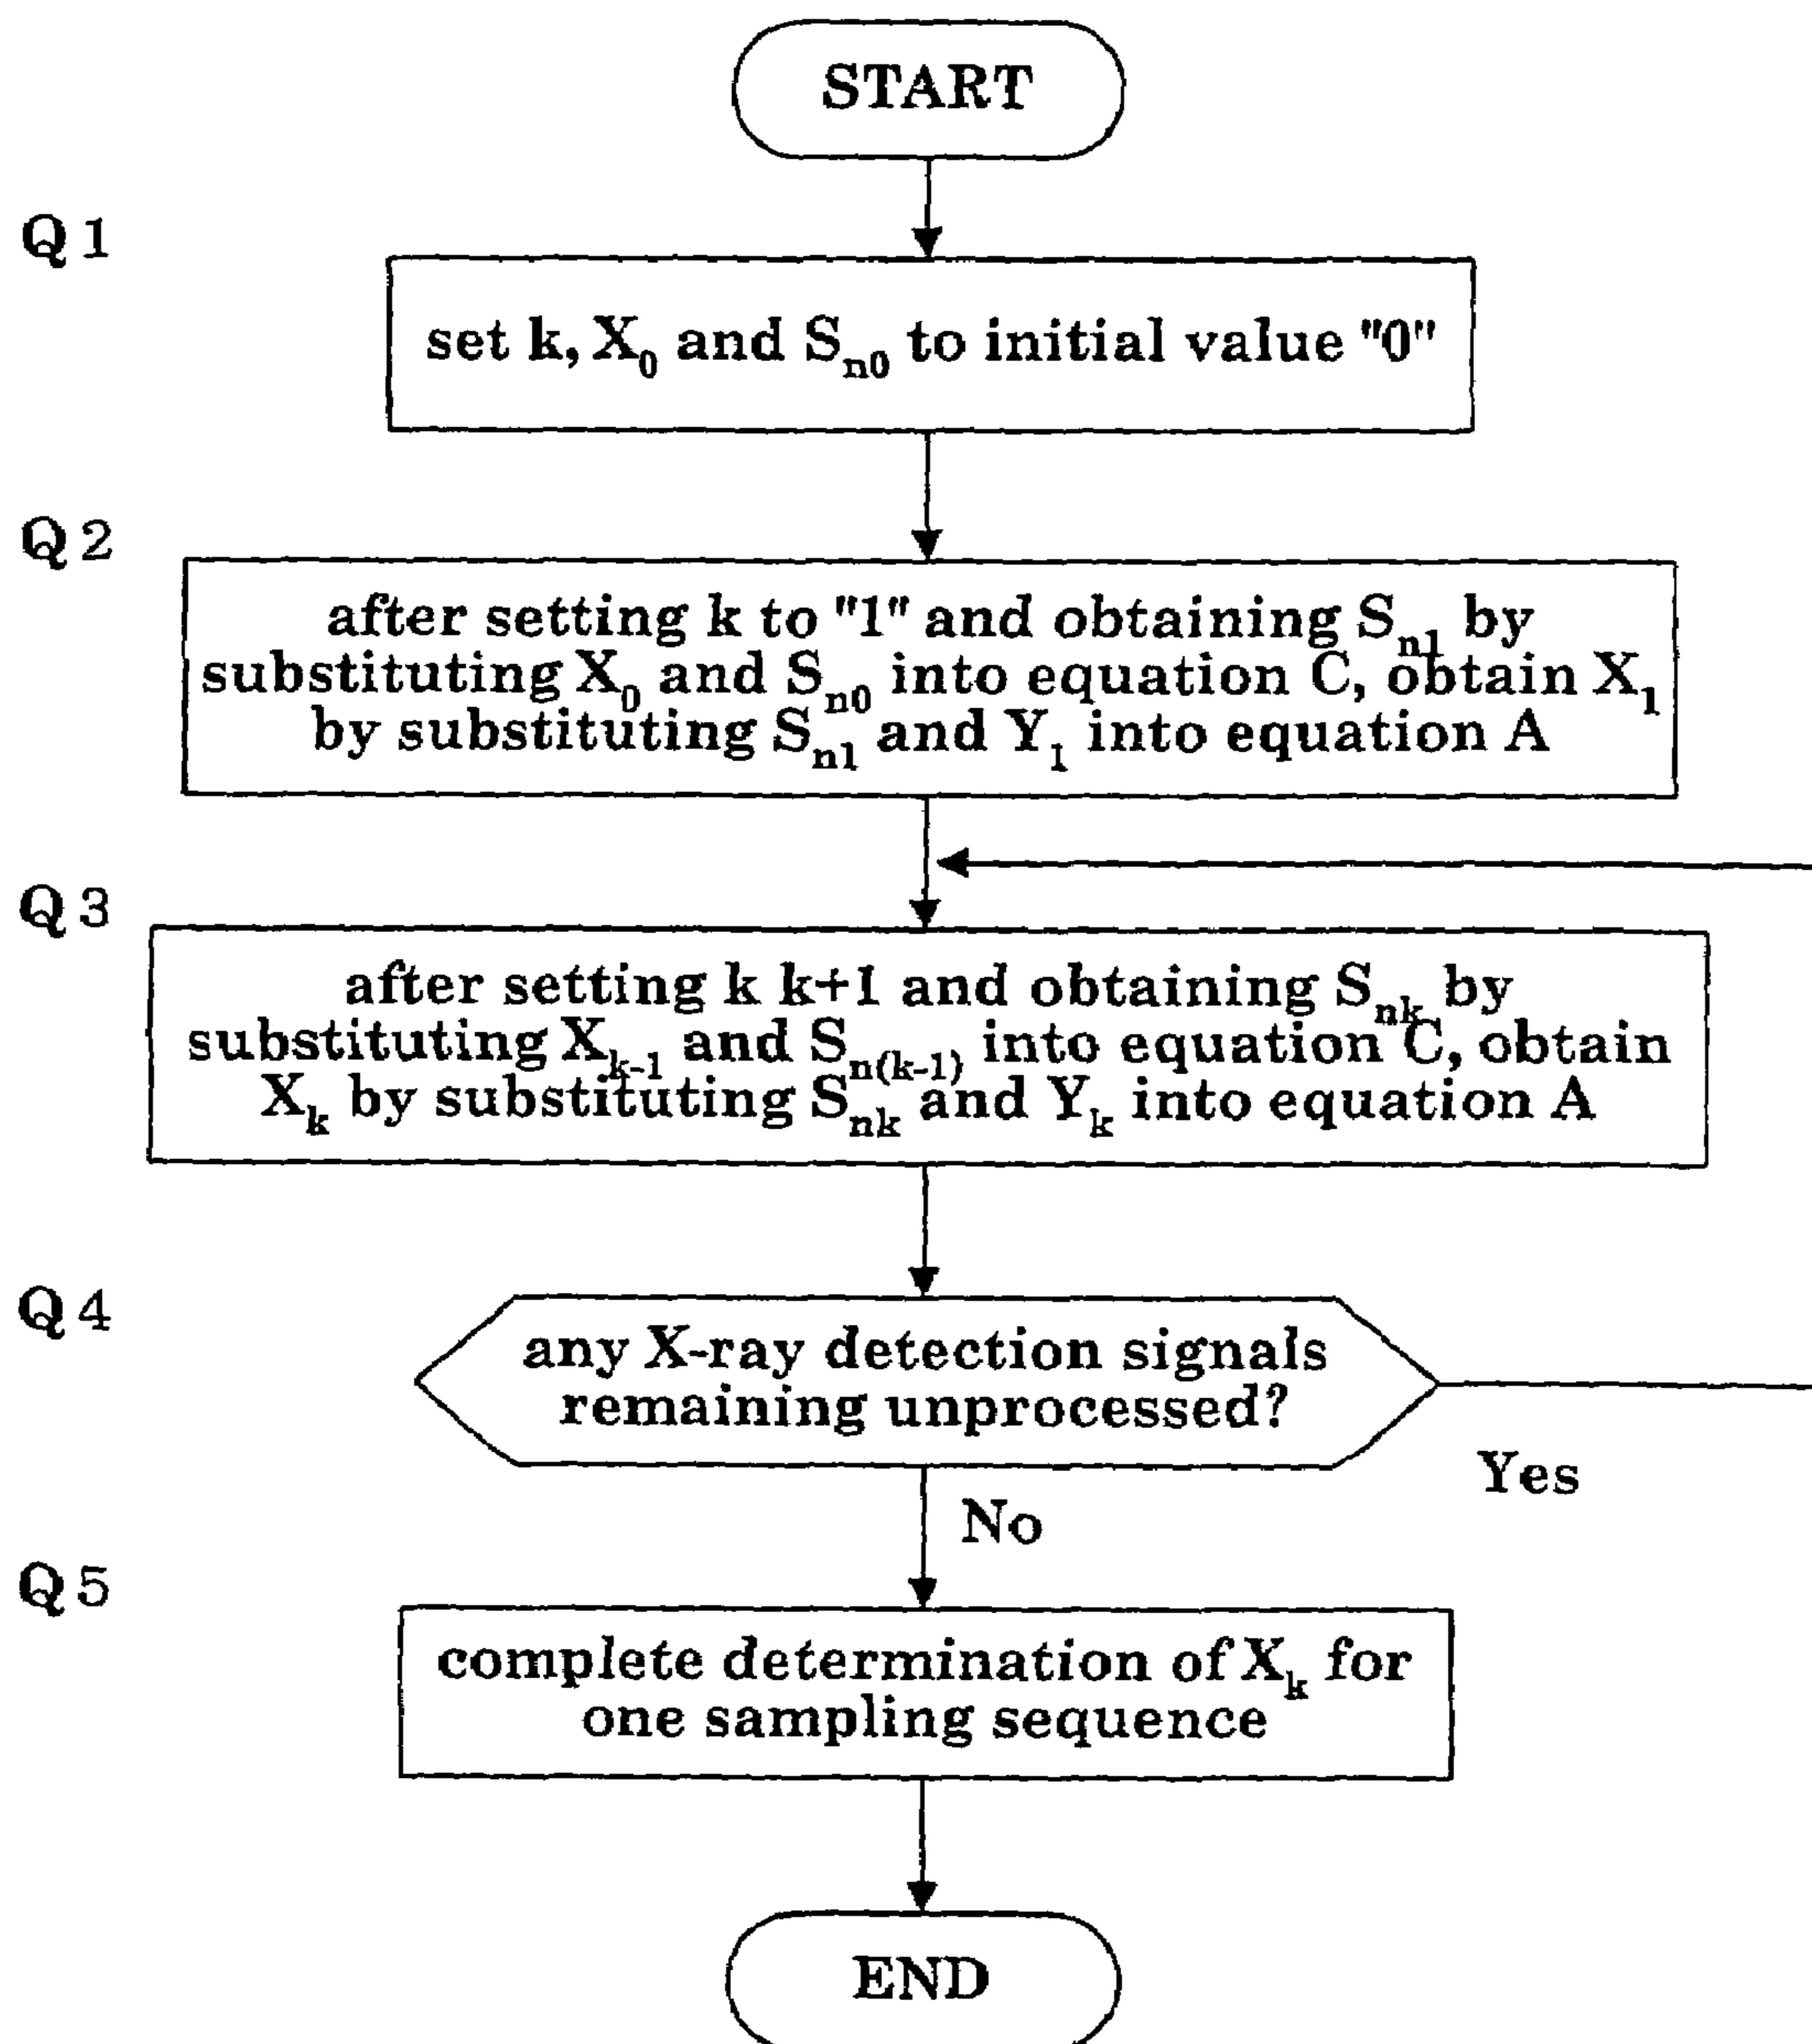 START
Q1
set k, X₀ and Sₙ₀ to initial value "0"
Q2
after setting k to "1" and obtaining Sₙ₁ by
substituting X₀ and Sₙ₀ into equation C, obtain X₁
by substituting Sₙ₁ and Y₁ into equation A
Q3
after setting k k+1 and obtaining Sₙₖ by
substituting Xₖ₋₁ and Sₙ₍ₖ₋₁₎ into equation C, obtain
Xₖ by substituting Sₙₖ and Yₖ into equation A
Q4
any X-ray detection signals
remaining unprocessed?
Yes
No
Q5
complete determination of Xₖ for
one sampling sequence
END